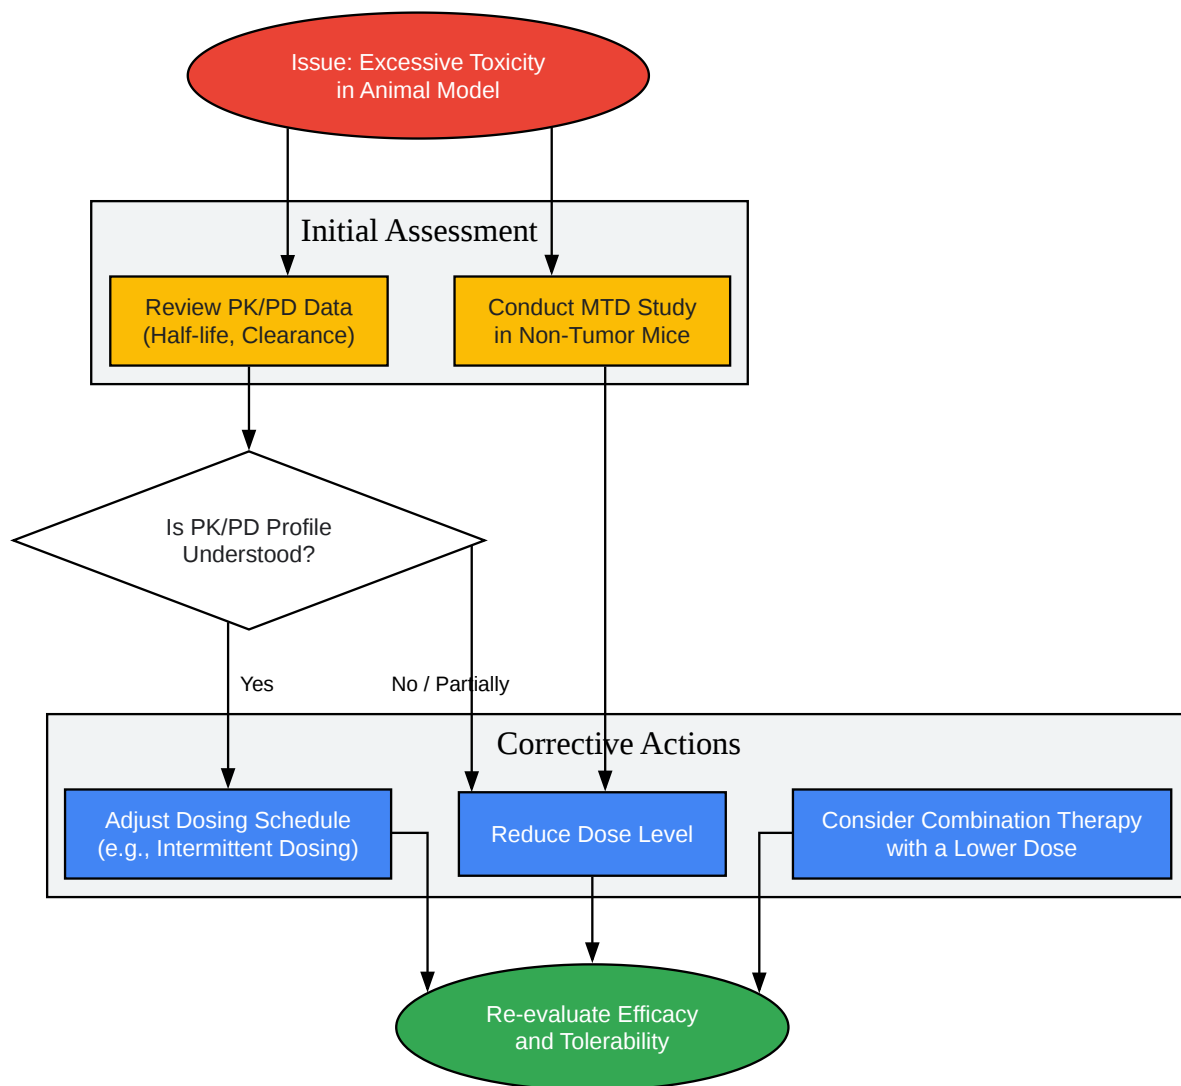 Issue: Excessive Toxicity
in Animal Model
Initial Assessment
Review PK/PD Data
(Half-life, Clearance)
Conduct MTD Study
in Non-Tumor Mice
Is PK/PD Profile
Understood?
Yes
No / Partially
Corrective Actions
Adjust Dosing Schedule
(e.g., Intermittent Dosing)
Reduce Dose Level
Consider Combination Therapy
with a Lower Dose
Re-evaluate Efficacy
and Tolerability